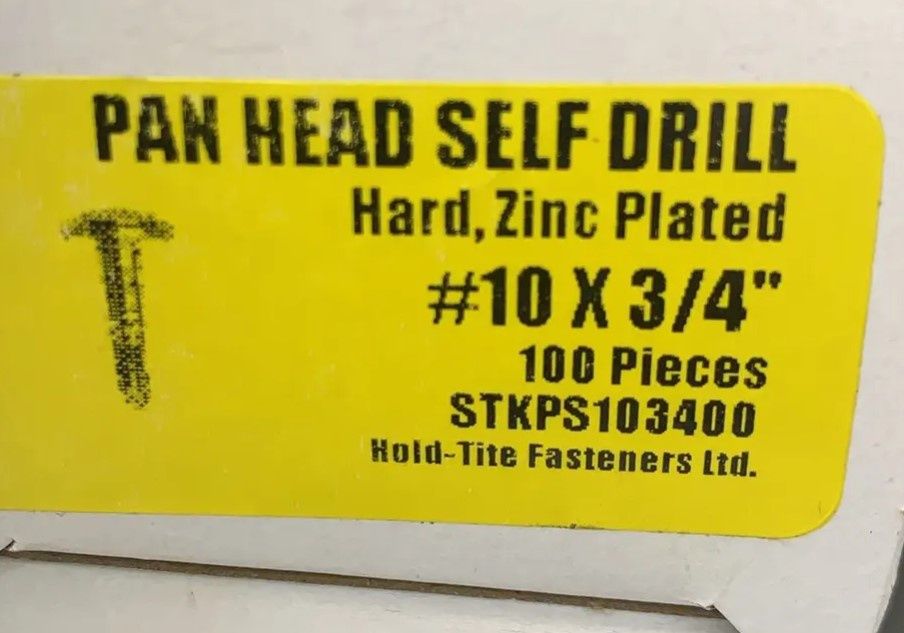 PAN HEAD SELF DRILL
Hard, Zinc Plated
#10 X 3/4"
100 Pieces
STKPS103400
Hold-Tite Fasteners Ltd.